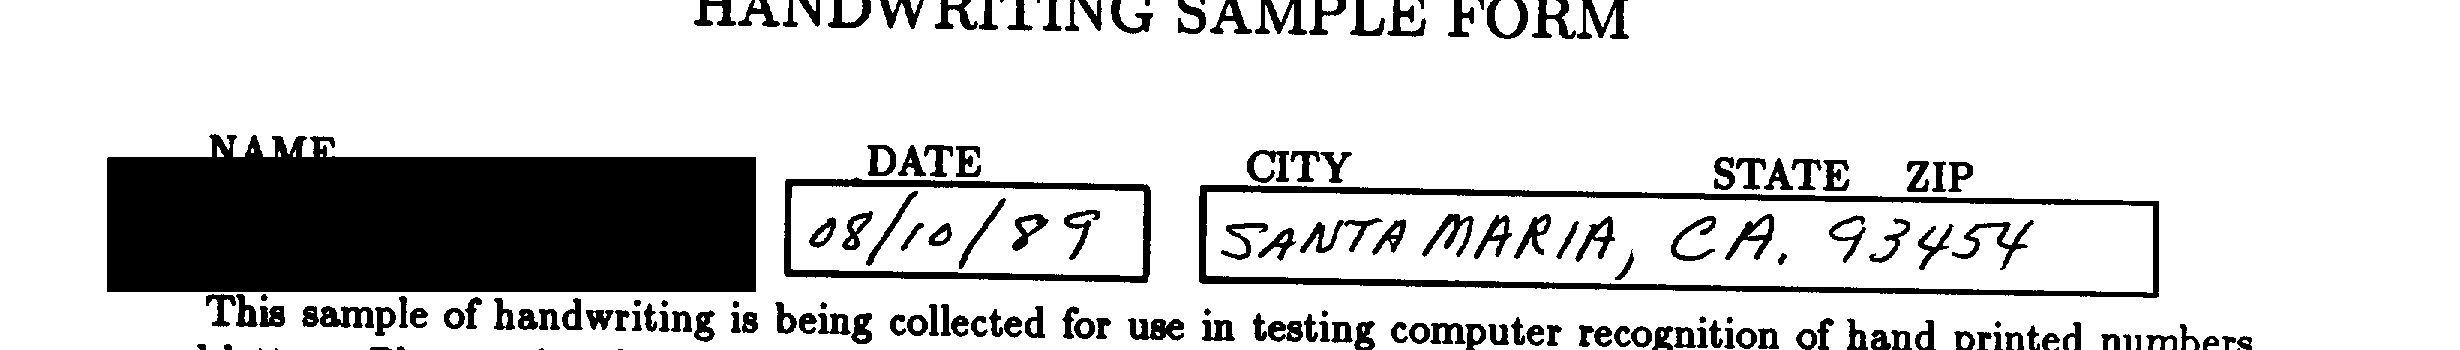 HANDWRITING SAMPLE FORM
NAME DATE CITY STATE ZIP
08/10/89 SANTA MARIA, CA. 93454
This sample of handwriting is being collected for use in testing computer recognition of hand printed numbers